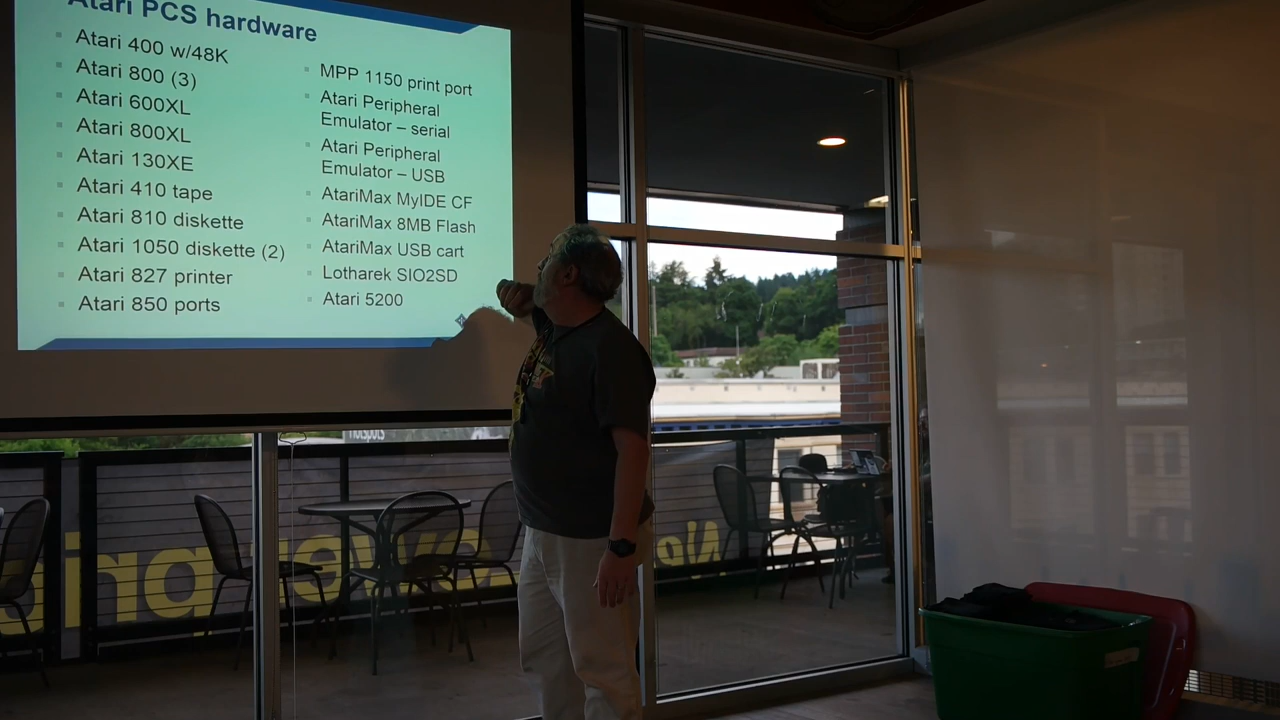 Atari PCS hardware
Atari 400 w/48K
Atari 800 (3)
Atari 600XL
Atari 800XL
Atari 130XE
Atari 410 tape
Atari 810 diskette
Atari 1050 diskette (2)
Atari 827 printer
Atari 850 ports
MPP 1150 print port
Atari Peripheral
Emulator – serial
Atari Peripheral
Emulator – USB
AtariMax MyIDE CF
AtariMax 8MB Flash
AtariMax USB cart
Lotharek SIO2SD
Atari 5200